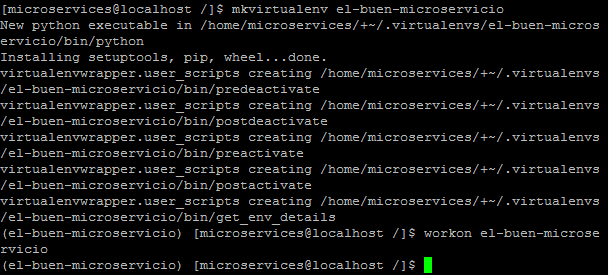 [microservices@localhost /]$ mkvirtualenv el-buen-microservicio
New python executable in /home/microservices/+~/.virtualenvs/el-buen-micros
ervicio/bin/python
Installing setuptools, pip, wheel...done.
virtualenvwrapper.user_scripts creating /home/microservices/+~/.virtualenvs
/el-buen-microservicio/bin/predeactivate
virtualenvwrapper.user_scripts creating /home/microservices/+~/.virtualenvs
/el-buen-microservicio/bin/postdeactivate
virtualenvwrapper.user_scripts creating /home/microservices/+~/.virtualenvs
/el-buen-microservicio/bin/preactivate
virtualenvwrapper.user_scripts creating /home/microservices/+~/.virtualenvs
/el-buen-microservicio/bin/postactivate
virtualenvwrapper.user_scripts creating /home/microservices/+~/.virtualenvs
/el-buen-microservicio/bin/get_env_details
(el-buen-microservicio) [microservices@localhost /]$ workon el-buen-microse
rvicio
(el-buen-microservicio) [microservices@localhost /]$